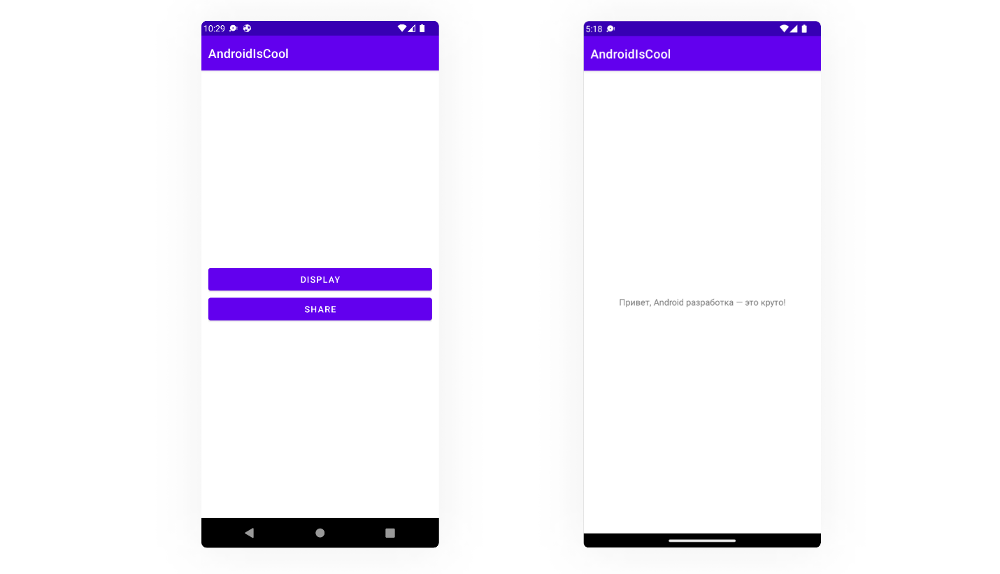 10:29
AndroidIsCool
DISPLAY
SHARE
5:18
AndroidIsCool
Привет, Android разработка — это круто!